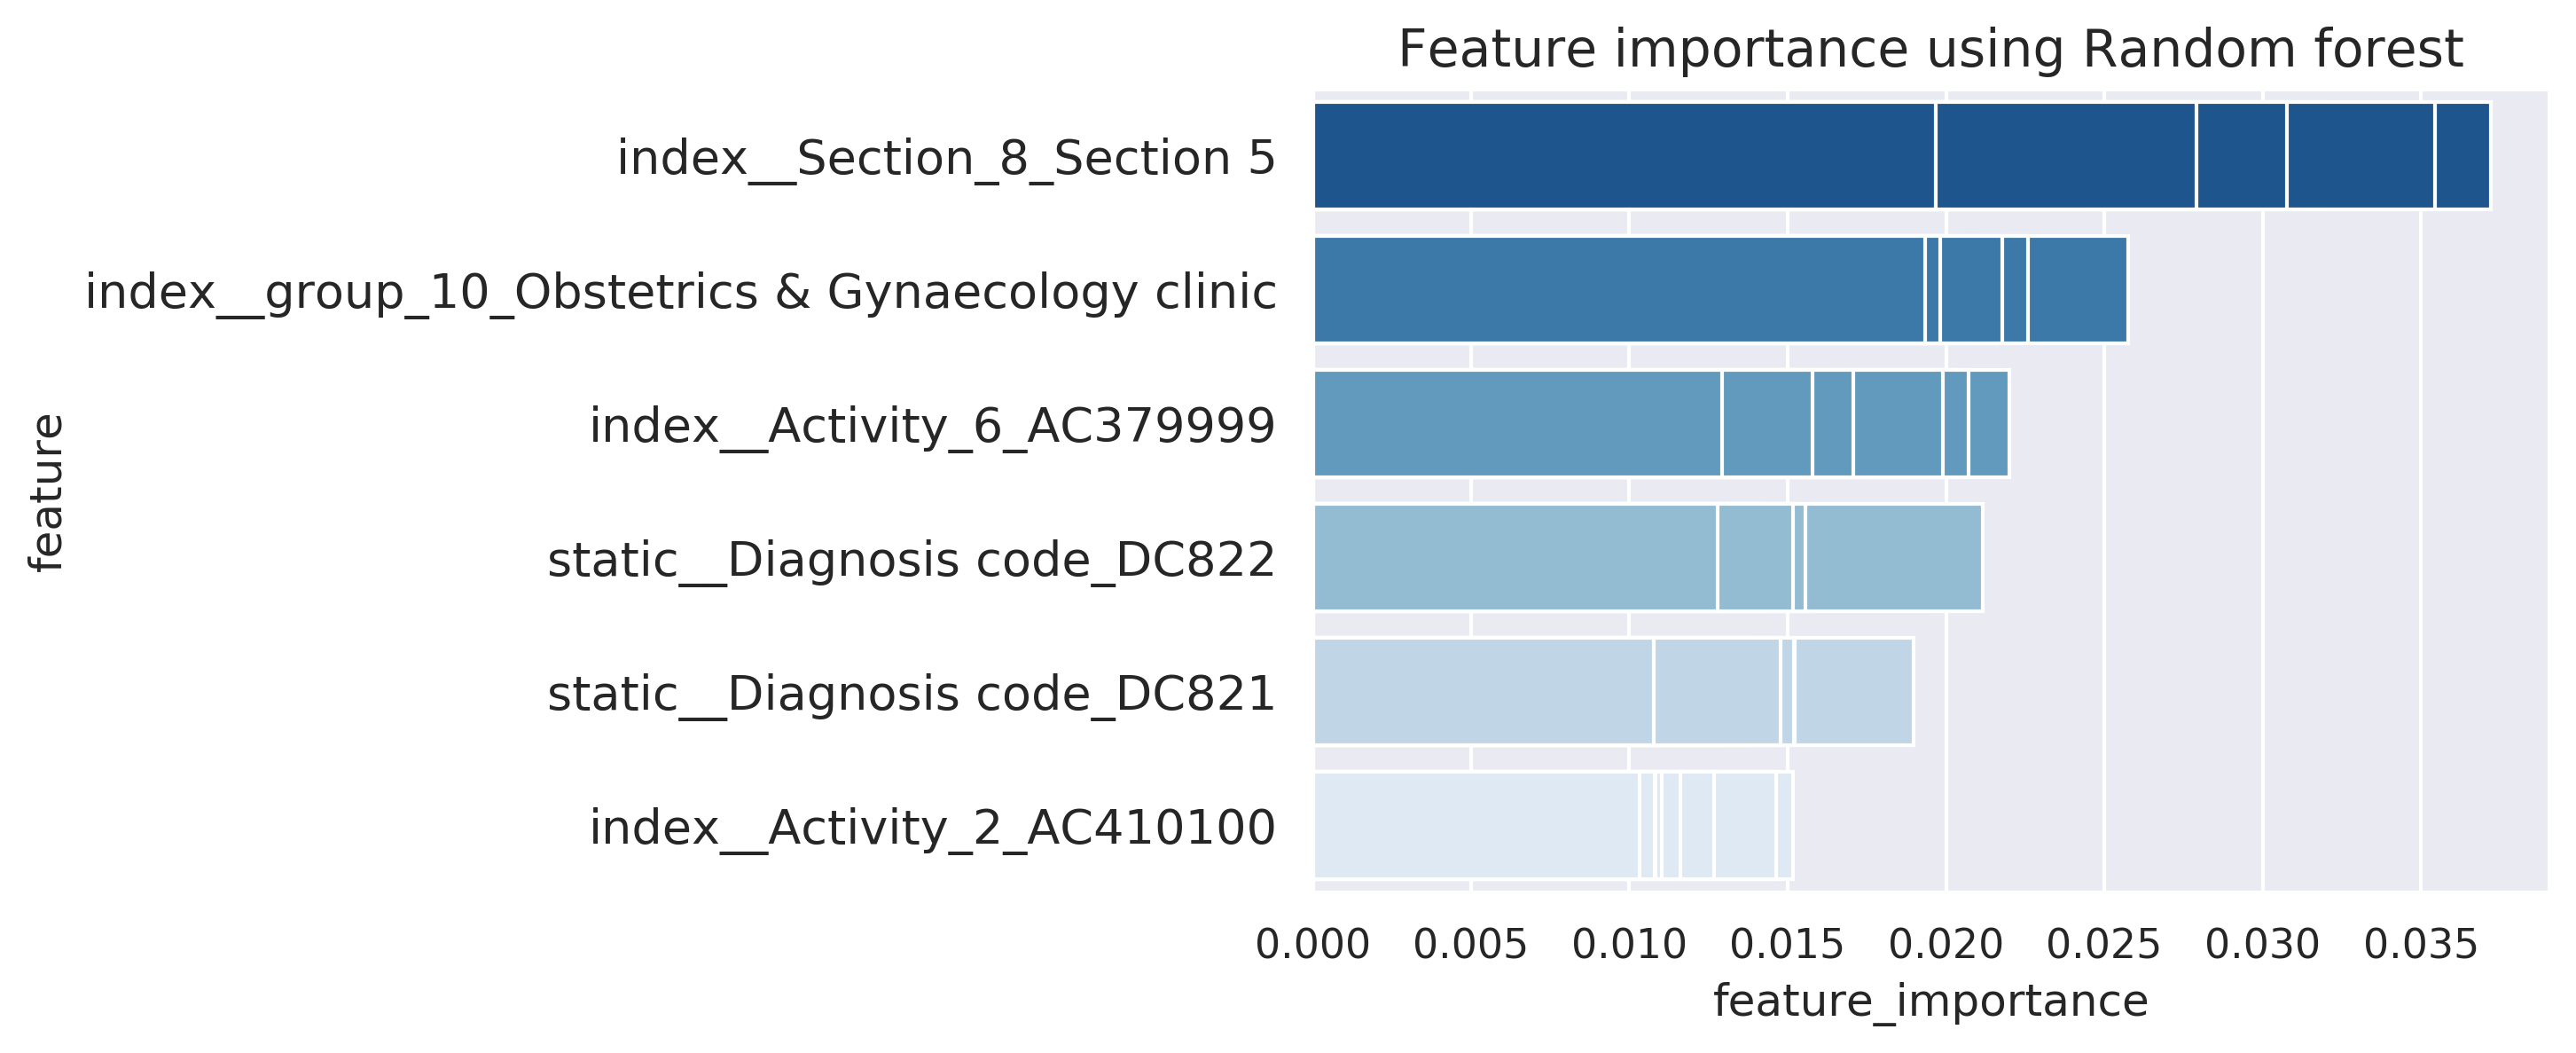 Feature importance using Random forest
index__Section_8_Section 5
index__group_10_Obstetrics & Gynaecology clinic
index__Activity_6_AC379999
static__Diagnosis code_DC822
static__Diagnosis code_DC821
index__Activity_2_AC410100
feature
0.000 0.005 0.010 0.015 0.020 0.025 0.030 0.035
feature_importance